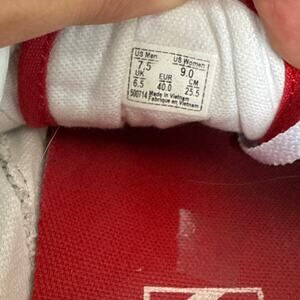 US Men US Women
7.5 9.0
UK EUR CM
6.5 40.0 25.5
500714 Made in Vietnam
Fabriqué en Vietnam